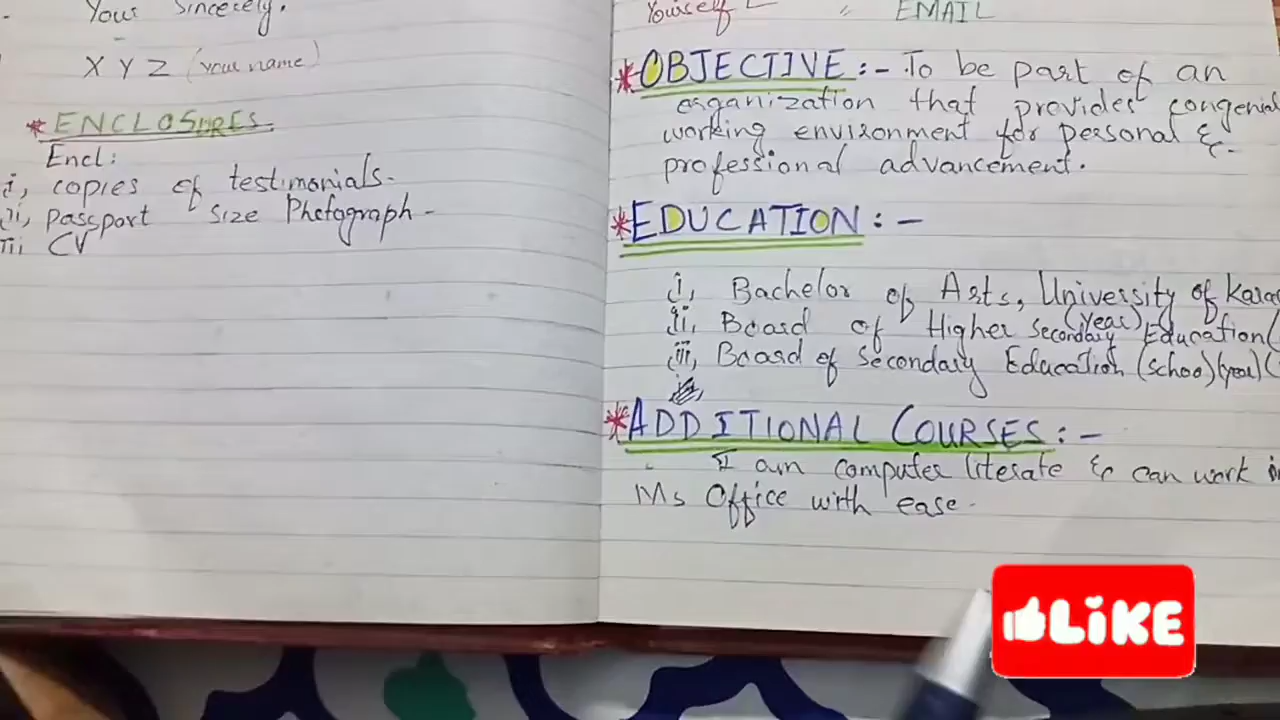 Your Sincerely.
X Y Z (Your name)
* ENCLOSURES
Encl:
i, copies of testimonials-
ii, passport size Photograph -
iii CV
Yourself
" EMAIL
* OBJECTIVE :- To be part of an
organization that provides congenial
working environment for personal &
professional advancement.
* EDUCATION :-
i, Bachelor of Arts, University of Kara
(year)
ii, Board of Higher Secondary Education (
iii, Board of Secondary Education (school) (year) (
* ADDITIONAL COURSES :-
I am computer literate & can work in
Ms Office with ease.
LIKE